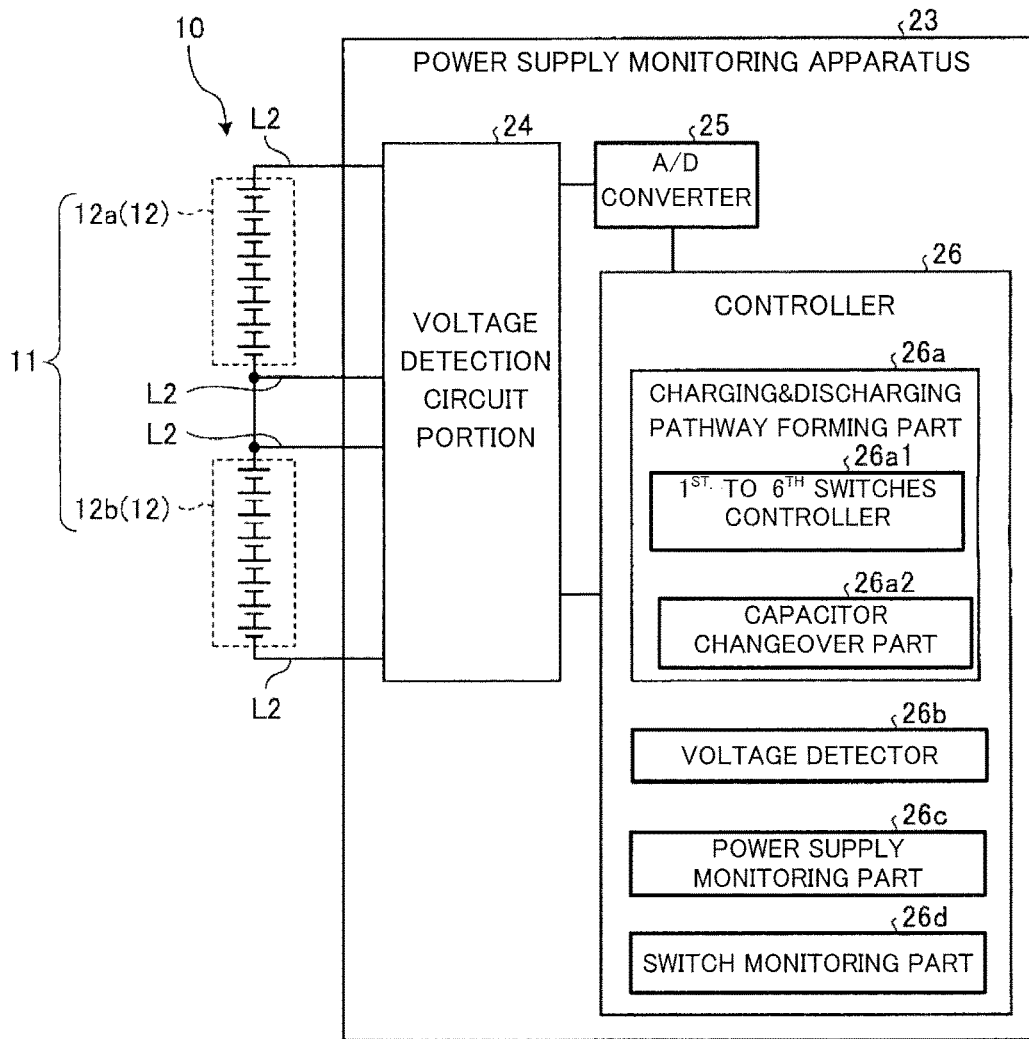 10
23
POWER SUPPLY MONITORING APPARATUS
L2
24
25
A/D
CONVERTER
12a(12)
11
L2
L2
12b(12)
L2
VOLTAGE
DETECTION
CIRCUIT
PORTION
26
CONTROLLER
26a
CHARGING&DISCHARGING
PATHWAY FORMING PART
26a1
1ST. TO 6TH SWITCHES
CONTROLLER
26a2
CAPACITOR
CHANGEOVER PART
26b
VOLTAGE DETECTOR
26c
POWER SUPPLY
MONITORING PART
26d
SWITCH MONITORING PART